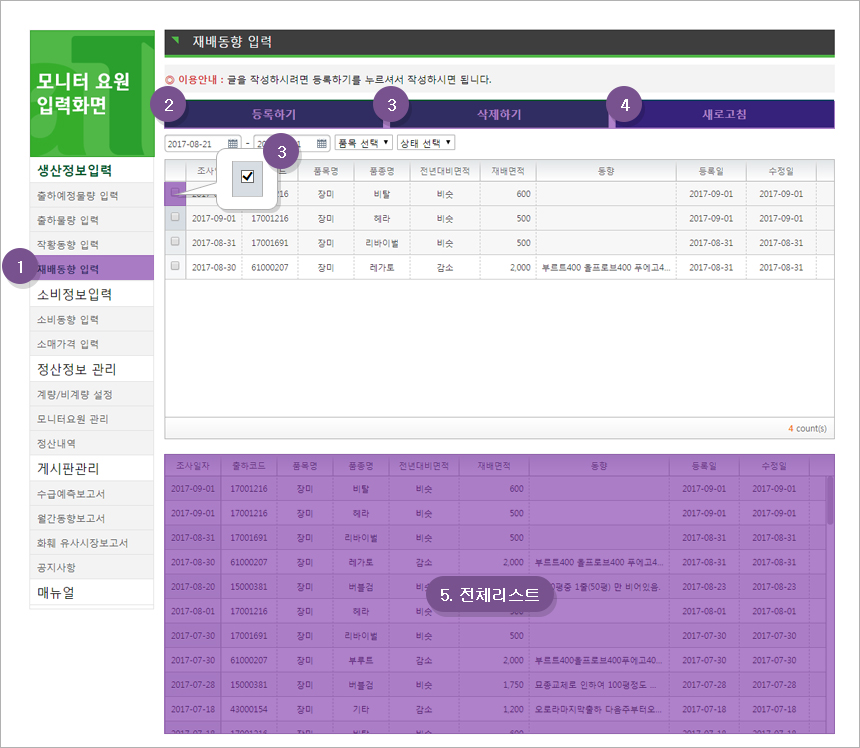 모니터 요원
입력화면
생산정보입력
출하예정물량 입력
출하물량 입력
작황동향 입력
1
재배동향 입력
소비정보입력
소비동향 입력
소매가격 입력
정산정보 관리
계량/비계량 설정
모니터요원 관리
정산내역
게시판관리
수급예측보고서
월간동향보고서
화훼 유사시장보고서
공지사항
매뉴얼
재배동향 입력
◎ 이용안내 : 글을 작성하시려면 등록하기를 누르셔서 작성하시면 됩니다.
2 등록하기 3 삭제하기 4 새로고침
2017-08-21 - 품목 선택 ▼ 상태 선택 ▼
3
품목명 품종명 전년대비면적 재배면적 동향 등록일 수정일
장미 비탈 비슷 600 2017-09-01 2017-09-01
2017-09-01 17001216 장미 헤라 비슷 500 2017-09-01 2017-09-01
2017-08-31 17001691 장미 리바이벌 비슷 500 2017-08-31 2017-08-31
2017-08-30 61000207 장미 레가토 감소 2,000 부르트400 올프로브400 푸에고4... 2017-08-31 2017-08-31
4 count(s)
조사일자 출하코드 품목명 품종명 전년대비면적 재배면적 동향 등록일 수정일
2017-09-01 17001216 장미 비탈 비슷 600 2017-09-01 2017-09-01
2017-09-01 17001216 장미 헤라 비슷 500 2017-09-01 2017-09-01
2017-08-31 17001691 장미 리바이벌 비슷 500 2017-08-31 2017-08-31
2017-08-30 61000207 장미 레가토 감소 2,000 부르트400 올프로브400 푸에고4... 2017-08-31 2017-08-31
2017-08-20 15000381 장미 버블검 만 비어있음. 2017-08-23 2017-08-23
5. 전체리스트
2017-08-01 17001216 장미 헤라 비슷 2017-08-01 2017-08-01
2017-07-30 17001691 장미 리바이벌 비슷 500 2017-07-30 2017-07-30
2017-07-30 61000207 장미 부루트 감소 2,000 부르트400올프로브400푸에고40... 2017-07-30 2017-07-30
2017-07-28 15000381 장미 버블검 비슷 1,750 묘종교체로 인하여 100평정도 ... 2017-07-28 2017-07-28
2017-07-18 43000154 장미 기타 감소 1,200 오로라마지막출하 다음주부터오... 2017-07-18 2017-07-18